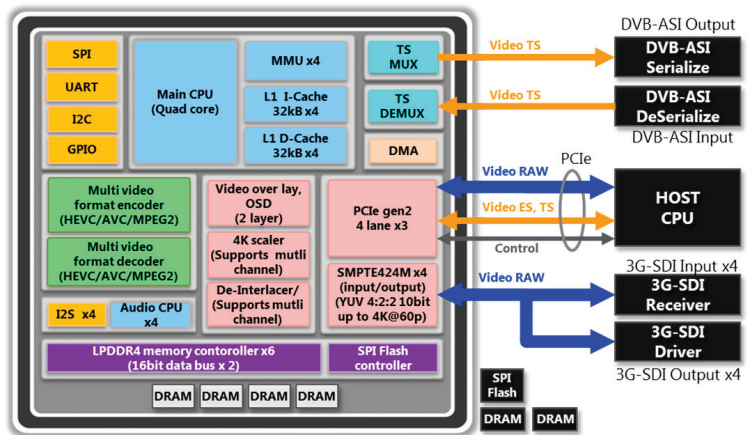 SPI
UART
I2C
GPIO
Main CPU
(Quad core)
MMU x4
L1 I-Cache
32kB x4
L1 D-Cache
32kB x4
TS
MUX
TS
DEMUX
DMA
Multi video
format encoder
(HEVC/AVC/MPEG2)
Multi video
format decoder
(HEVC/AVC/MPEG2)
I2S x4
Audio CPU
x4
Video over lay,
OSD
(2 layer)
4K scaler
(Supports mutli
channel)
De-Interlacer/
(Supports mutli
channel)
PCIe gen2
4 lane x3
SMPTE424M x4
(input/output)
(YUV 4:2:2 10bit
up to 4K@60p)
LPDDR4 memory contoroller x6
(16bit data bus x 2)
SPI Flash
controller
DRAM
DRAM
DRAM
DRAM
SPI
Flash
DRAM
DRAM
Video TS
Video TS
Video RAW
PCIe
Video ES, TS
Control
Video RAW
DVB-ASI Output
DVB-ASI
Serialize
DVB-ASI
DeSerialize
DVB-ASI Input
HOST
CPU
3G-SDI Input x4
3G-SDI
Receiver
3G-SDI
Driver
3G-SDI Output x4